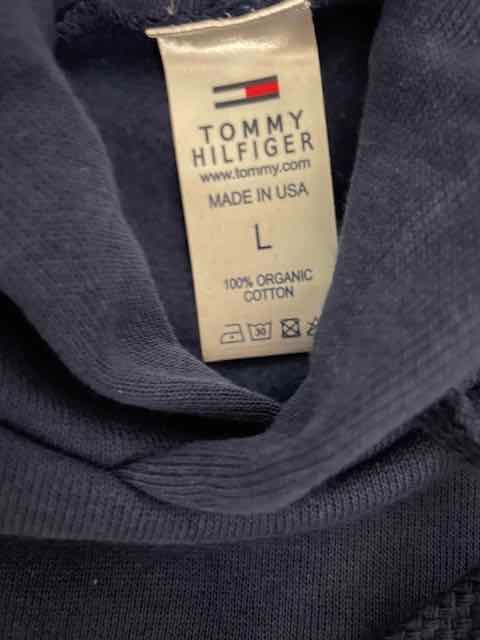 TOMMY
HILFIGER
www.tommy.com
MADE IN USA
L
100% ORGANIC
COTTON
30